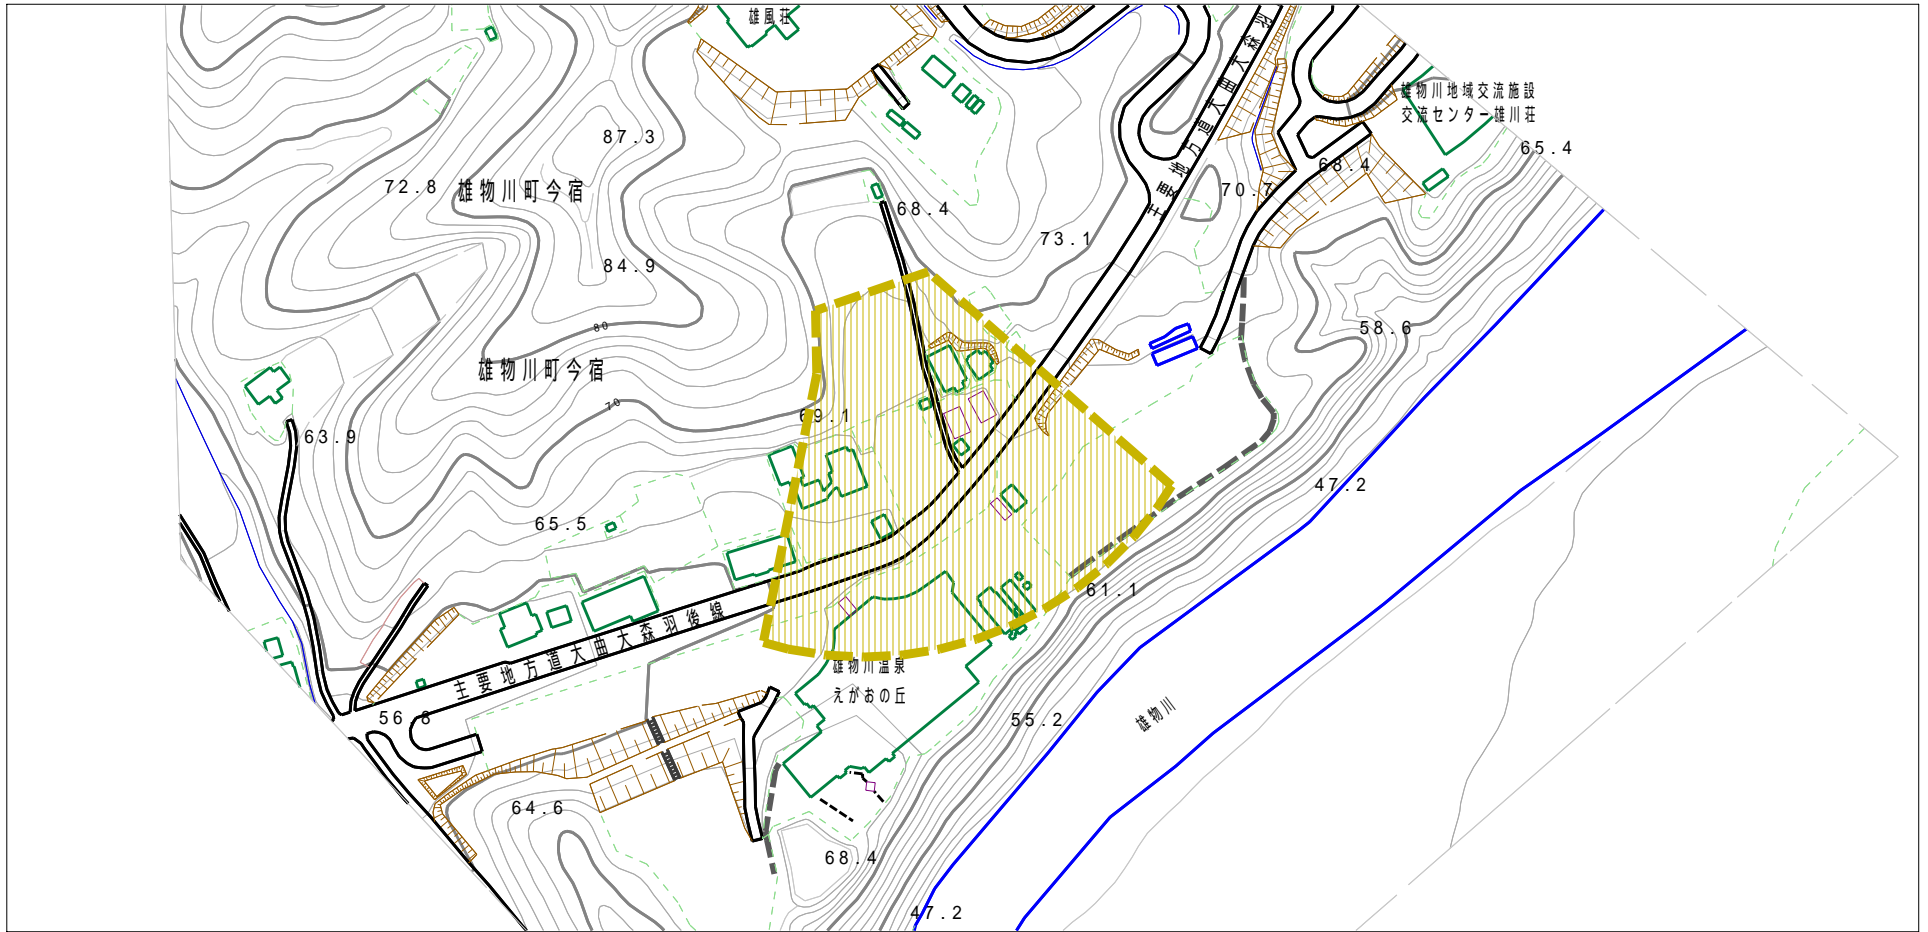 雄風荘
主要地方道大曲大森羽
雄物川地域交流施設
交流センター雄川荘
65.4
87.3
68.4
72.8
雄物川町今宿
70.7
68.4
73.1
84.9
80
58.6
雄物川町今宿
70
69.1
63.9
47.2
65.5
61.1
主要地方道大曲大森羽後線
雄物川温泉
えがおの丘
56.8
55.2
雄物川
64.6
68.4
47.2